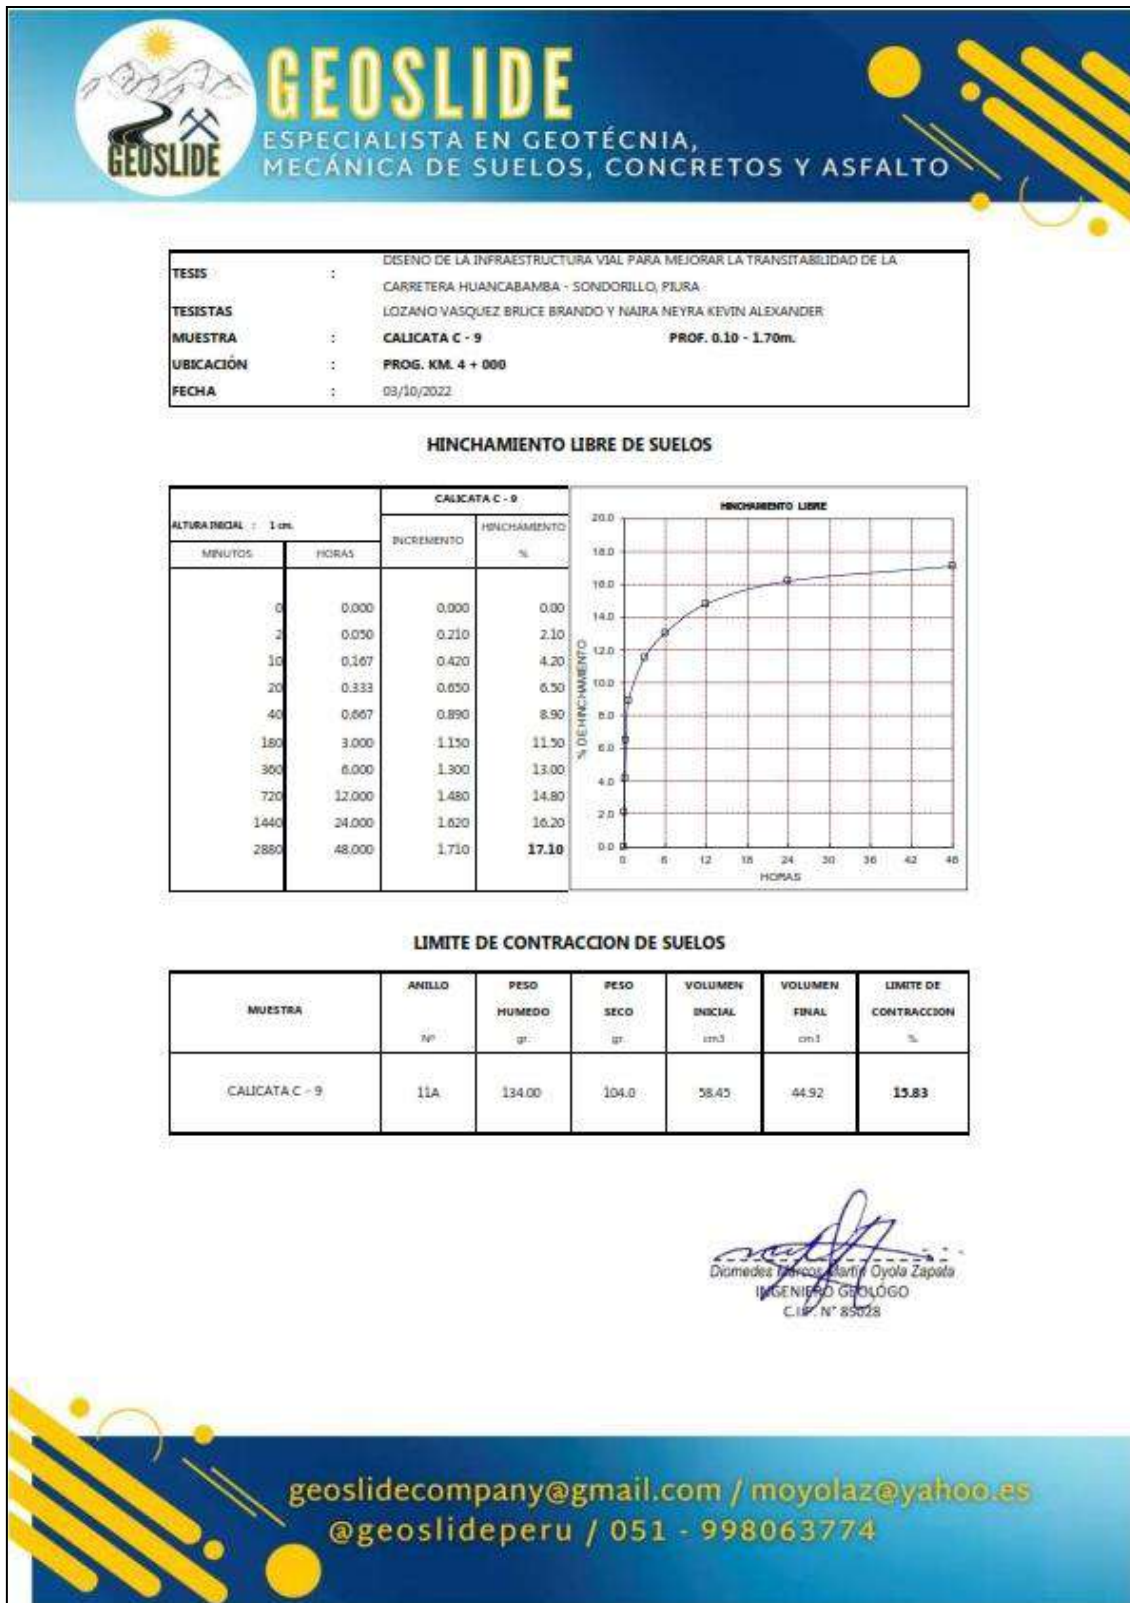 GEOSLIDE
GEOSLIDE
ESPECIALISTA EN GEOTÉCNIA,
MECÁNICA DE SUELOS, CONCRETOS Y ASFALTO
TESIS : DISENO DE LA INFRAESTRUCTURA VIAL PARA MEJORAR LA TRANSITABILIDAD DE LA
CARRETERA HUANCABAMBA - SONDORILLO, PIURA
TESISTAS LOZANO VASQUEZ BRUCE BRANDO Y NAIRA NEYRA KEVIN ALEXANDER
MUESTRA : CALICATA C - 9 PROF. 0.10 - 1.70m.
UBICACIÓN : PROG. KM. 4 + 000
FECHA : 03/10/2022
HINCHAMIENTO LIBRE DE SUELOS
CALICATA C - 9
ALTURA INICIAL : 1 cm. INCREMENTO HINCHAMIENTO
MINUTOS HORAS %
0 0.000 0.000 0.00
2 0.050 0.210 2.10
10 0.167 0.420 4.20
20 0.333 0.650 6.50
40 0.667 0.890 8.90
180 3.000 1.150 11.50
360 6.000 1.300 13.00
720 12.000 1.480 14.80
1440 24.000 1.620 16.20
2880 48.000 1.710 17.10
HINCHAMIENTO LIBRE
20.0
18.0
16.0
14.0
12.0
10.0
8.0
6.0
4.0
2.0
0.0
% DE HINCHAMIENTO
0 6 12 18 24 30 36 42 48
HORAS
LIMITE DE CONTRACCION DE SUELOS
MUESTRA ANILLO PESO PESO VOLUMEN VOLUMEN LIMITE DE
HUMEDO SECO INICIAL FINAL CONTRACCION
Nº gr. gr. cm3 cm3 %
CALICATA C - 9 11A 134.00 104.0 58.45 44.92 15.83
Diomedes Marcos Martin Oyola Zapata
INGENIERO GEOLÓGO
C.I.P. N° 85028
geoslidecompany@gmail.com / moyolaz@yahoo.es
@geoslideperu / 051 - 998063774